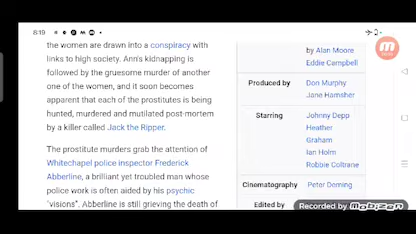 8:19
the women are drawn into a conspiracy with
links to high society. Ann's kidnapping is
followed by the gruesome murder of another
one of the women, and it soon becomes
apparent that each of the prostitutes is being
hunted, murdered and mutilated post-mortem
by a killer called Jack the Ripper.
The prostitute murders grab the attention of
Whitechapel police inspector Frederick
Abberline, a brilliant yet troubled man whose
police work is often aided by his psychic
"visions". Abberline is still grieving the death of
by Alan Moore
Eddie Campbell
Produced by Don Murphy
Jane Hamsher
Starring Johnny Depp
Heather
Graham
Ian Holm
Robbie Coltrane
Cinematography Peter Deming
Edited by
Recorded by
Mobizen